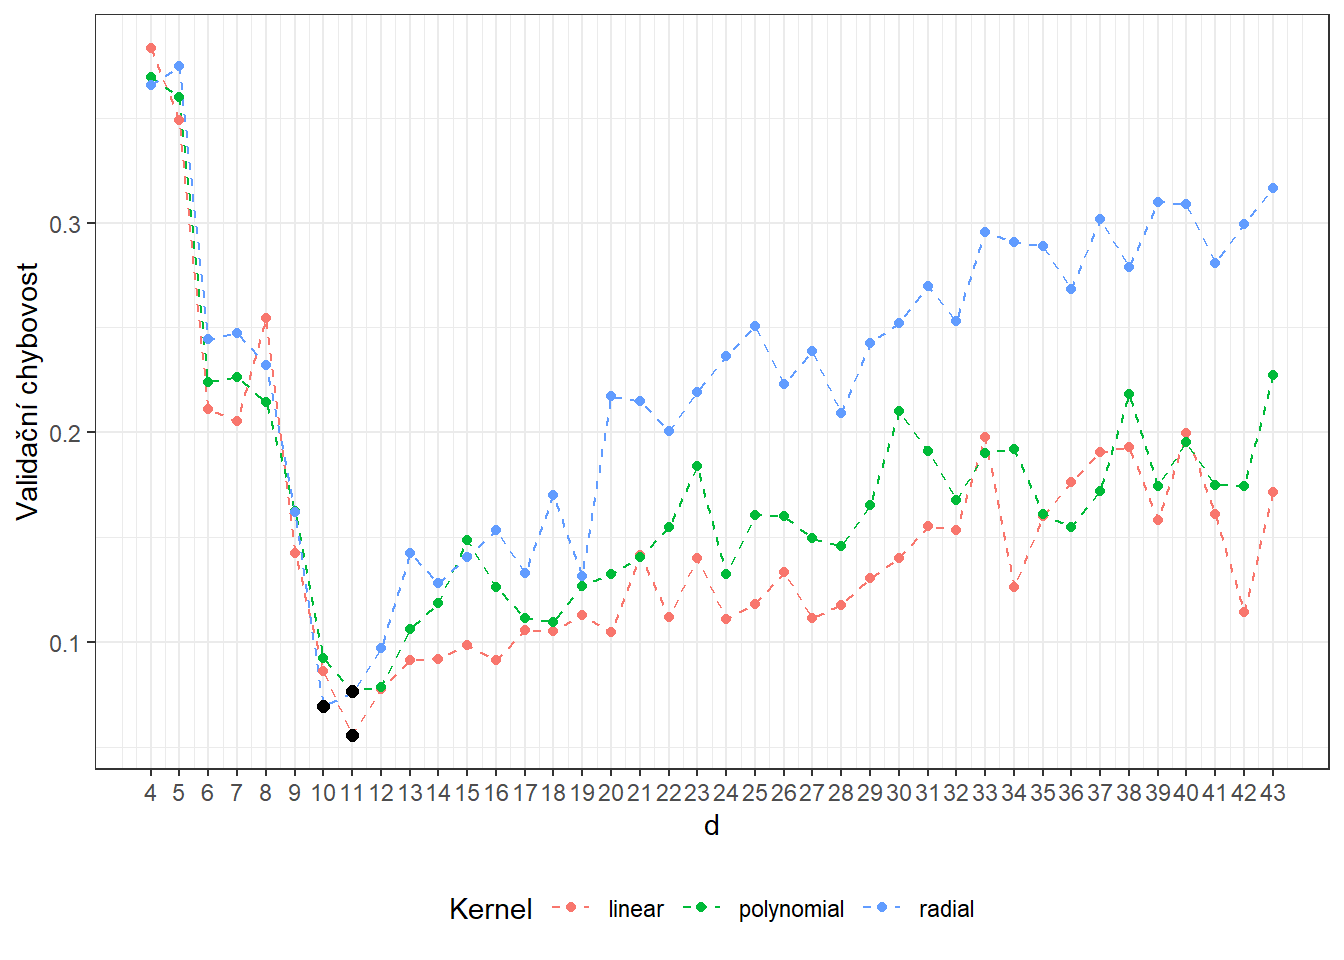 Validační chybovost
0.3
0.2
0.1
4 5 6 7 8 9 10 11 12 13 14 15 16 17 18 19 20 21 22 23 24 25 26 27 28 29 30 31 32 33 34 35 36 37 38 39 40 41 42 43
d
Kernel linear polynomial radial